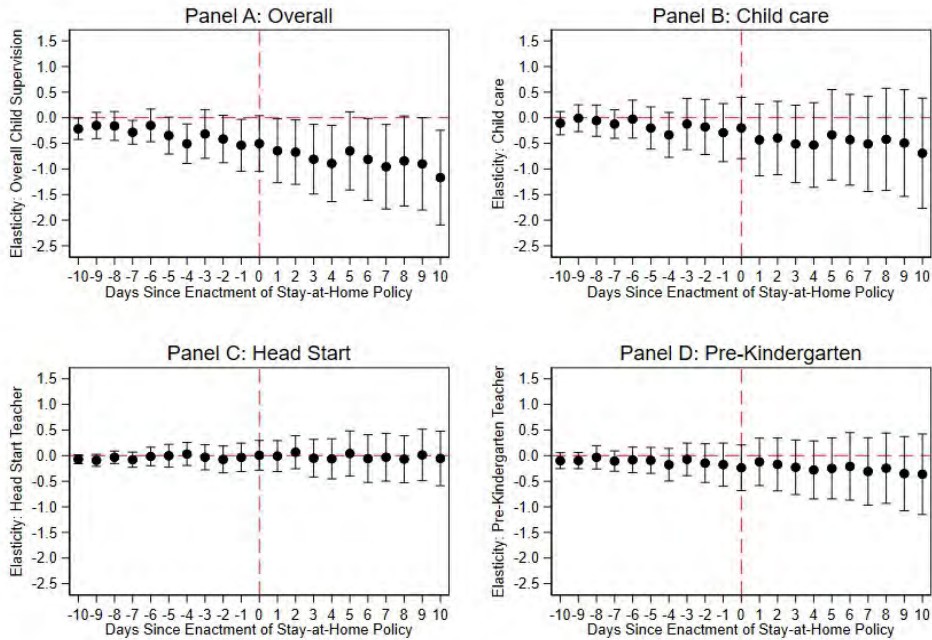 Panel A: Overall
Elasticity: Overall Child Supervision
1.5
1.0
0.5
0.0
-0.5
-1.0
-1.5
-2.0
-2.5
-10 -9 -8 -7 -6 -5 -4 -3 -2 -1 0 1 2 3 4 5 6 7 8 9 10
Days Since Enactment of Stay-at-Home Policy
Panel B: Child care
Elasticity: Child care
1.5
1.0
0.5
0.0
-0.5
-1.0
-1.5
-2.0
-2.5
-10 -9 -8 -7 -6 -5 -4 -3 -2 -1 0 1 2 3 4 5 6 7 8 9 10
Days Since Enactment of Stay-at-Home Policy
Panel C: Head Start
Elasticity: Head Start Teacher
1.5
1.0
0.5
0.0
-0.5
-1.0
-1.5
-2.0
-2.5
-10 -9 -8 -7 -6 -5 -4 -3 -2 -1 0 1 2 3 4 5 6 7 8 9 10
Days Since Enactment of Stay-at-Home Policy
Panel D: Pre-Kindergarten
Elasticity: Pre-Kindergarten Teacher
1.5
1.0
0.5
0.0
-0.5
-1.0
-1.5
-2.0
-2.5
-10 -9 -8 -7 -6 -5 -4 -3 -2 -1 0 1 2 3 4 5 6 7 8 9 10
Days Since Enactment of Stay-at-Home Policy